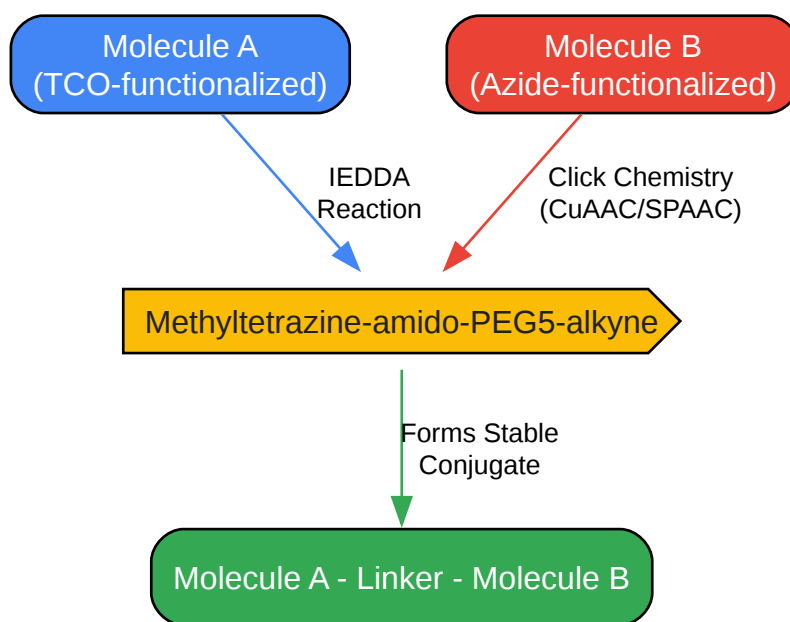 Molecule A
(TCO-functionalized)
Molecule B
(Azide-functionalized)
IEDDA
Reaction
Click Chemistry
(CuAAC/SPAAC)
Methyltetrazine-amido-PEG5-alkyne
Forms Stable
Conjugate
Molecule A - Linker - Molecule B